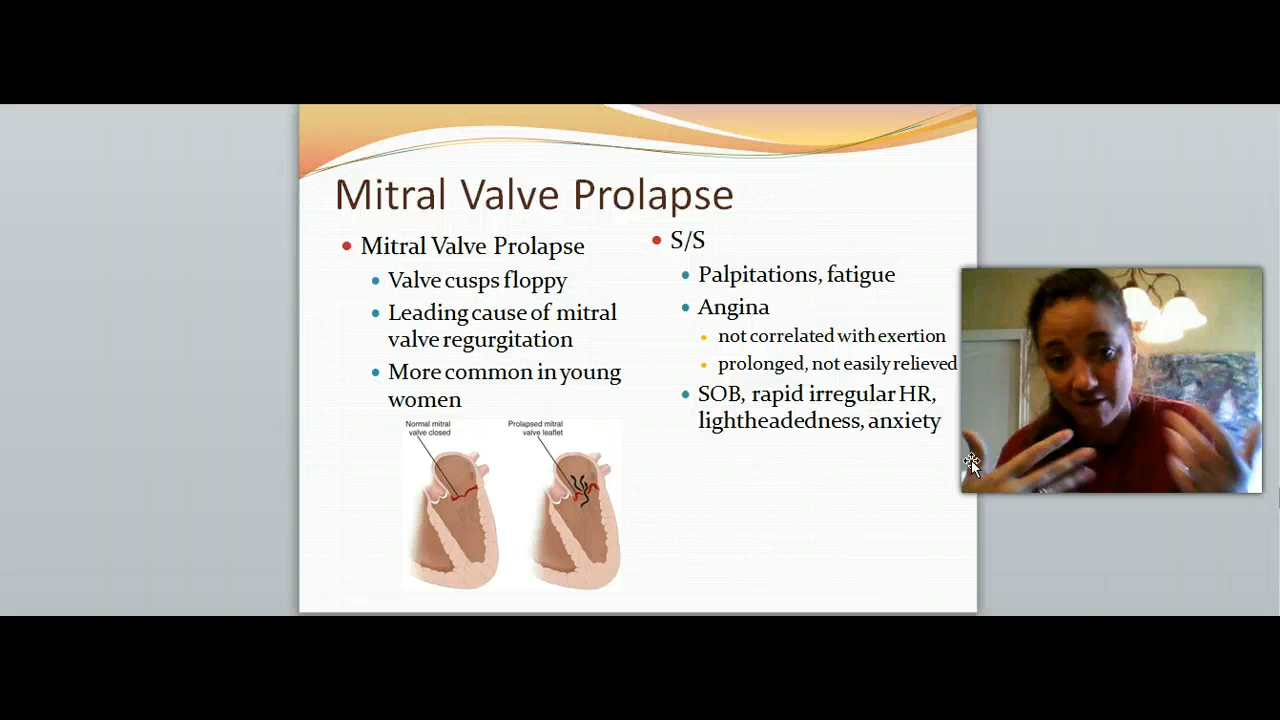 Mitral Valve Prolapse
Mitral Valve Prolapse
Valve cusps floppy
Leading cause of mitral
valve regurgitation
More common in young
women
Normal mitral
valve closed
Prolapsed mitral
valve leaflet
S/S
Palpitations, fatigue
Angina
not correlated with exertion
prolonged, not easily relieved
SOB, rapid irregular HR,
lightheadedness, anxiety